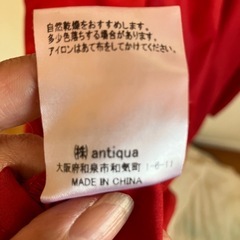 自然乾燥をおすすめします。
多少色落ちする場合があります。
アイロンはあて布をしてかけてください。
㈱ antiqua
大阪府和泉市和気町 1-6-11
MADE IN CHINA